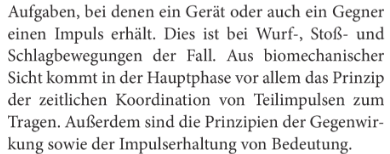 Aufgaben, bei denen ein Gerät oder auch ein Gegner
einen Impuls erhält. Dies ist bei Wurf-, Stoß- und
Schlagbewegungen der Fall. Aus biomechanischer
Sicht kommt in der Hauptphase vor allem das Prinzip
der zeitlichen Koordination von Teilimpulsen zum
Tragen. Außerdem sind die Prinzipien der Gegenwir-
kung sowie der Impulserhaltung von Bedeutung.